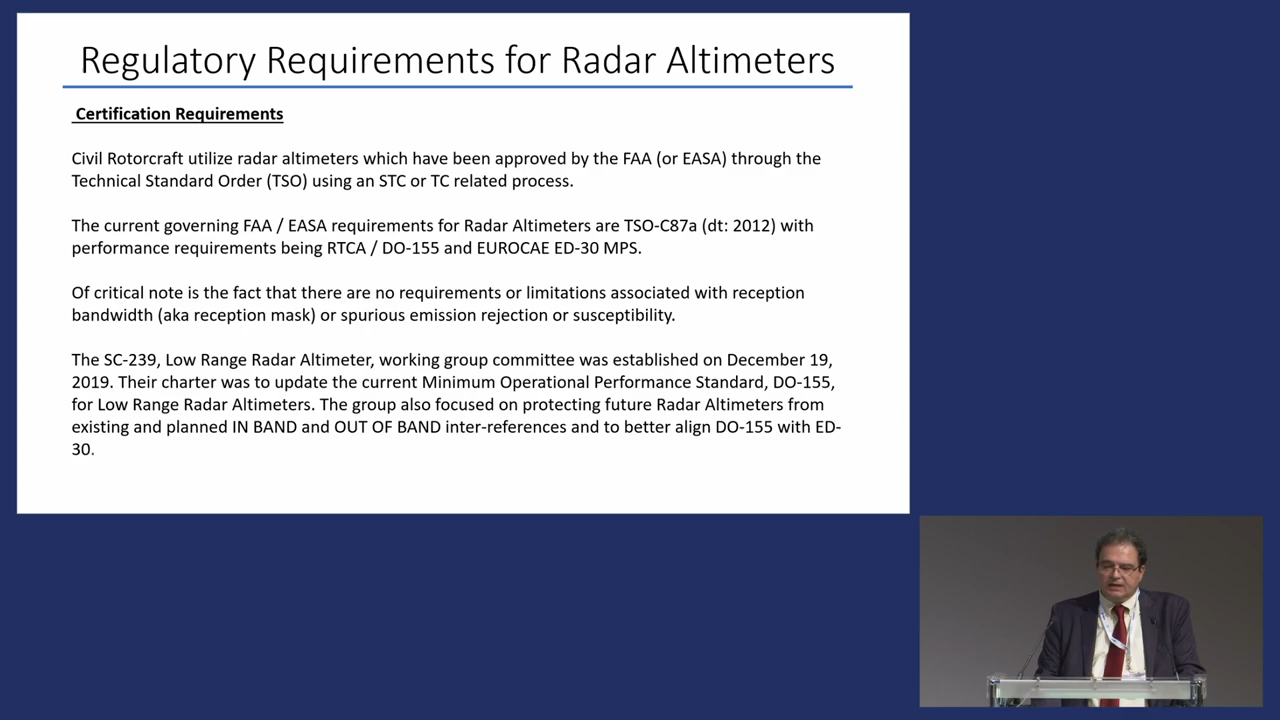 Regulatory Requirements for Radar Altimeters
Certification Requirements
Civil Rotorcraft utilize radar altimeters which have been approved by the FAA (or EASA) through the
Technical Standard Order (TSO) using an STC or TC related process.
The current governing FAA / EASA requirements for Radar Altimeters are TSO-C87a (dt: 2012) with
performance requirements being RTCA / DO-155 and EUROCAE ED-30 MPS.
Of critical note is the fact that there are no requirements or limitations associated with reception
bandwidth (aka reception mask) or spurious emission rejection or susceptibility.
The SC-239, Low Range Radar Altimeter, working group committee was established on December 19,
2019. Their charter was to update the current Minimum Operational Performance Standard, DO-155,
for Low Range Radar Altimeters. The group also focused on protecting future Radar Altimeters from
existing and planned IN BAND and OUT OF BAND inter-references and to better align DO-155 with ED-
30.